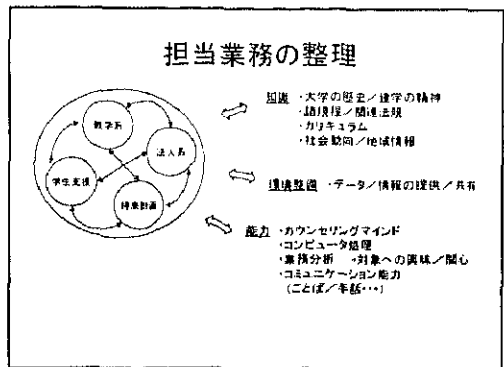 担当業務の整理
教学系
法人系
学生支援
将来計画
知識 ・大学の歴史/建学の精神
・諸規程/関連法規
・カリキュラム
・社会動向/地域情報
環境整備 ・データ/情報の提供/共有
能力 ・カウンセリングマインド
・コンピュータ処理
・業務分析 ・対象への興味/関心
・コミュニケーション能力
(ことば/手話…)